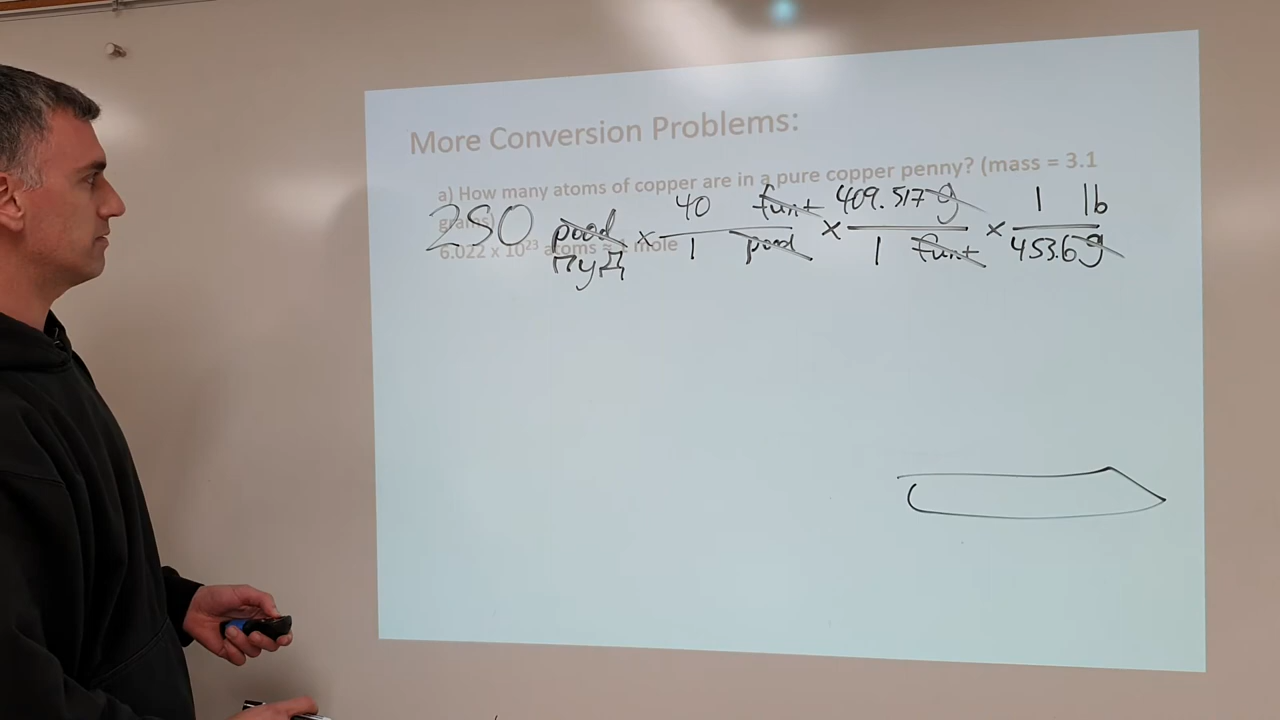 More Conversion Problems:
a) How many atoms of copper are in a pure copper penny? (mass = 3.1
grams)
6.022 x 10²³ atoms = 1 mole
250 pood × 40 funt / 1 pood × 409.517 g / 1 funt × 1 lb / 453.6 g
пуд